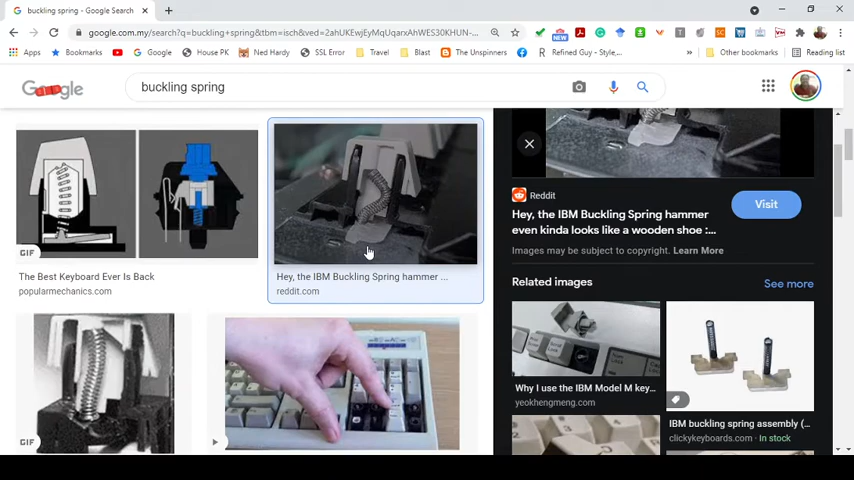 buckling spring - Google Search
google.com.my/search?q=buckling+spring&tbm=isch&ved=2ahUKEwjEyMqUqarxAhWES30KHUN-...
Apps
Bookmarks
Google
House PK
Ned Hardy
SSL Error
Travel
Blast
The Unspinners
Refined Guy - Style,...
»
Other bookmarks
Reading list
Google
buckling spring
GIF
The Best Keyboard Ever Is Back
popularmechanics.com
Hey, the IBM Buckling Spring hammer ...
reddit.com
GIF
Reddit
Hey, the IBM Buckling Spring hammer
even kinda looks like a wooden shoe :...
Visit
Images may be subject to copyright. Learn More
Related images
See more
Why I use the IBM Model M key...
yeokhengmeng.com
IBM buckling spring assembly (...
clickykeyboards.com · In stock